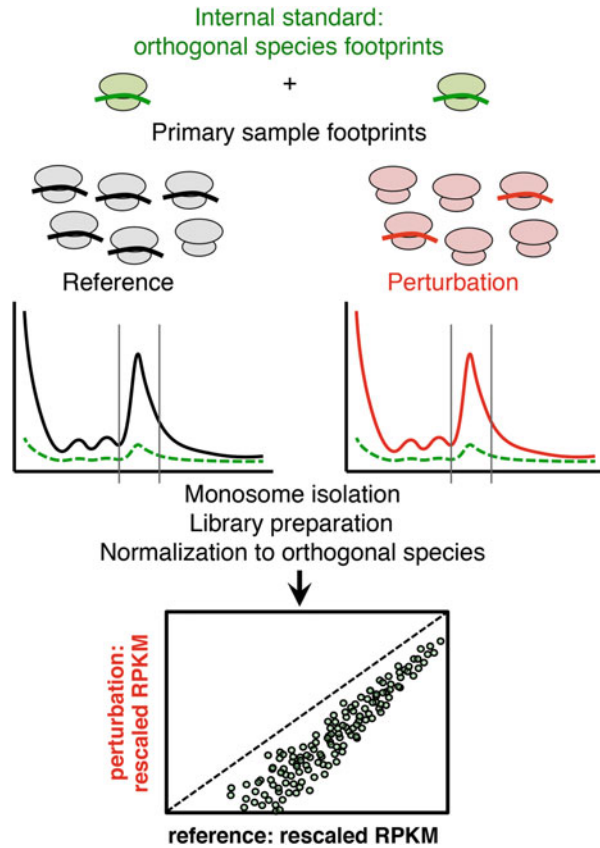 Internal standard:
orthogonal species footprints
+
Primary sample footprints
Reference
Perturbation
Monosome isolation
Library preparation
Normalization to orthogonal species
perturbation:
rescaled RPKM
reference: rescaled RPKM